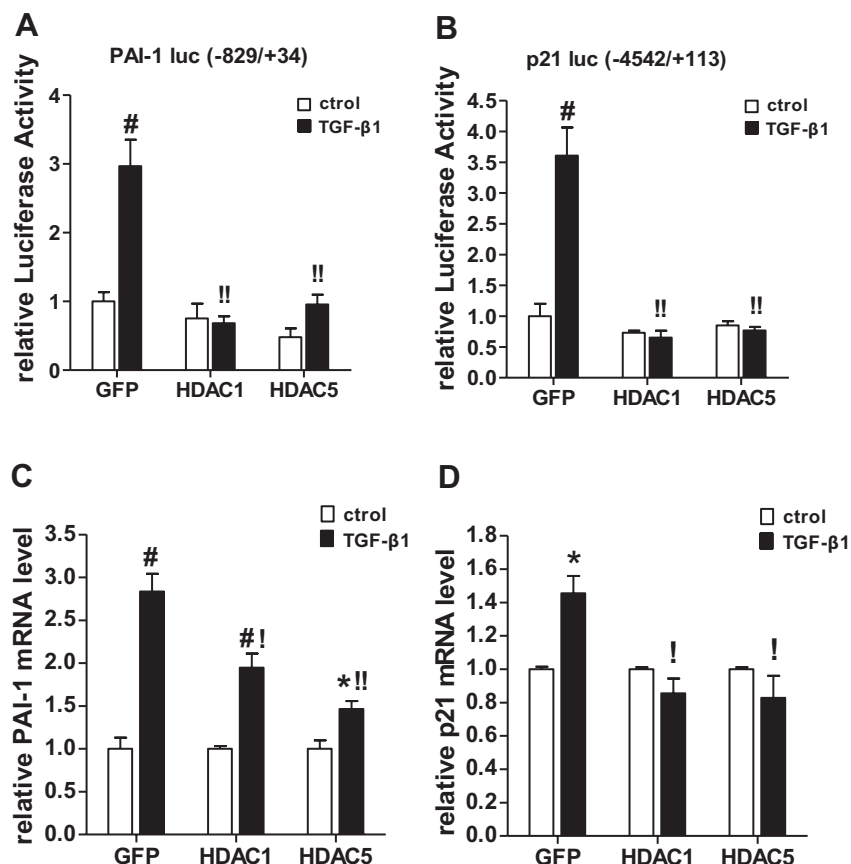 A
PAI-1 luc (-829/+34)
relative Luciferase Activity
4
3
2
1
0
#
‼
‼
ctrol
TGF-β1
GFP HDAC1 HDAC5
B
p21 luc (-4542/+113)
relative Luciferase Activity
4.5
4.0
3.5
3.0
2.5
2.0
1.5
1.0
0.5
0.0
#
‼
‼
ctrol
TGF-β1
GFP HDAC1 HDAC5
C
relative PAI-1 mRNA level
3.5
3.0
2.5
2.0
1.5
1.0
0.5
0.0
#
#!
*‼
ctrol
TGF-β1
GFP HDAC1 HDAC5
D
relative p21 mRNA level
1.8
1.6
1.4
1.2
1.0
0.8
0.6
0.4
0.2
0.0
*
!
!
ctrol
TGF-β1
GFP HDAC1 HDAC5